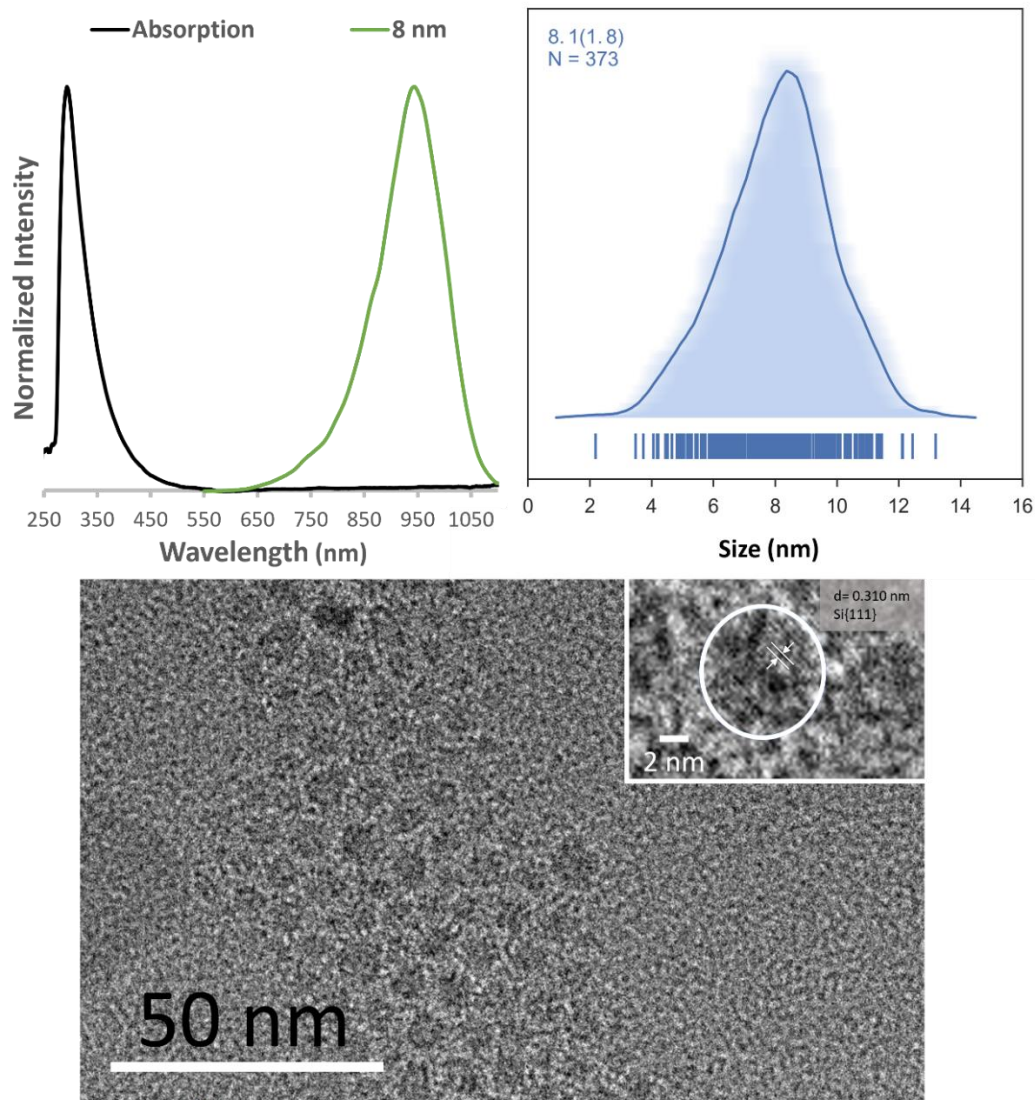 Absorption 8 nm
Normalized Intensity
250 350 450 550 650 750 850 950 1050
Wavelength (nm)
8.1(1.8)
N = 373
0 2 4 6 8 10 12 14 16
Size (nm)
d= 0.310 nm
Si{111}
2 nm
50 nm